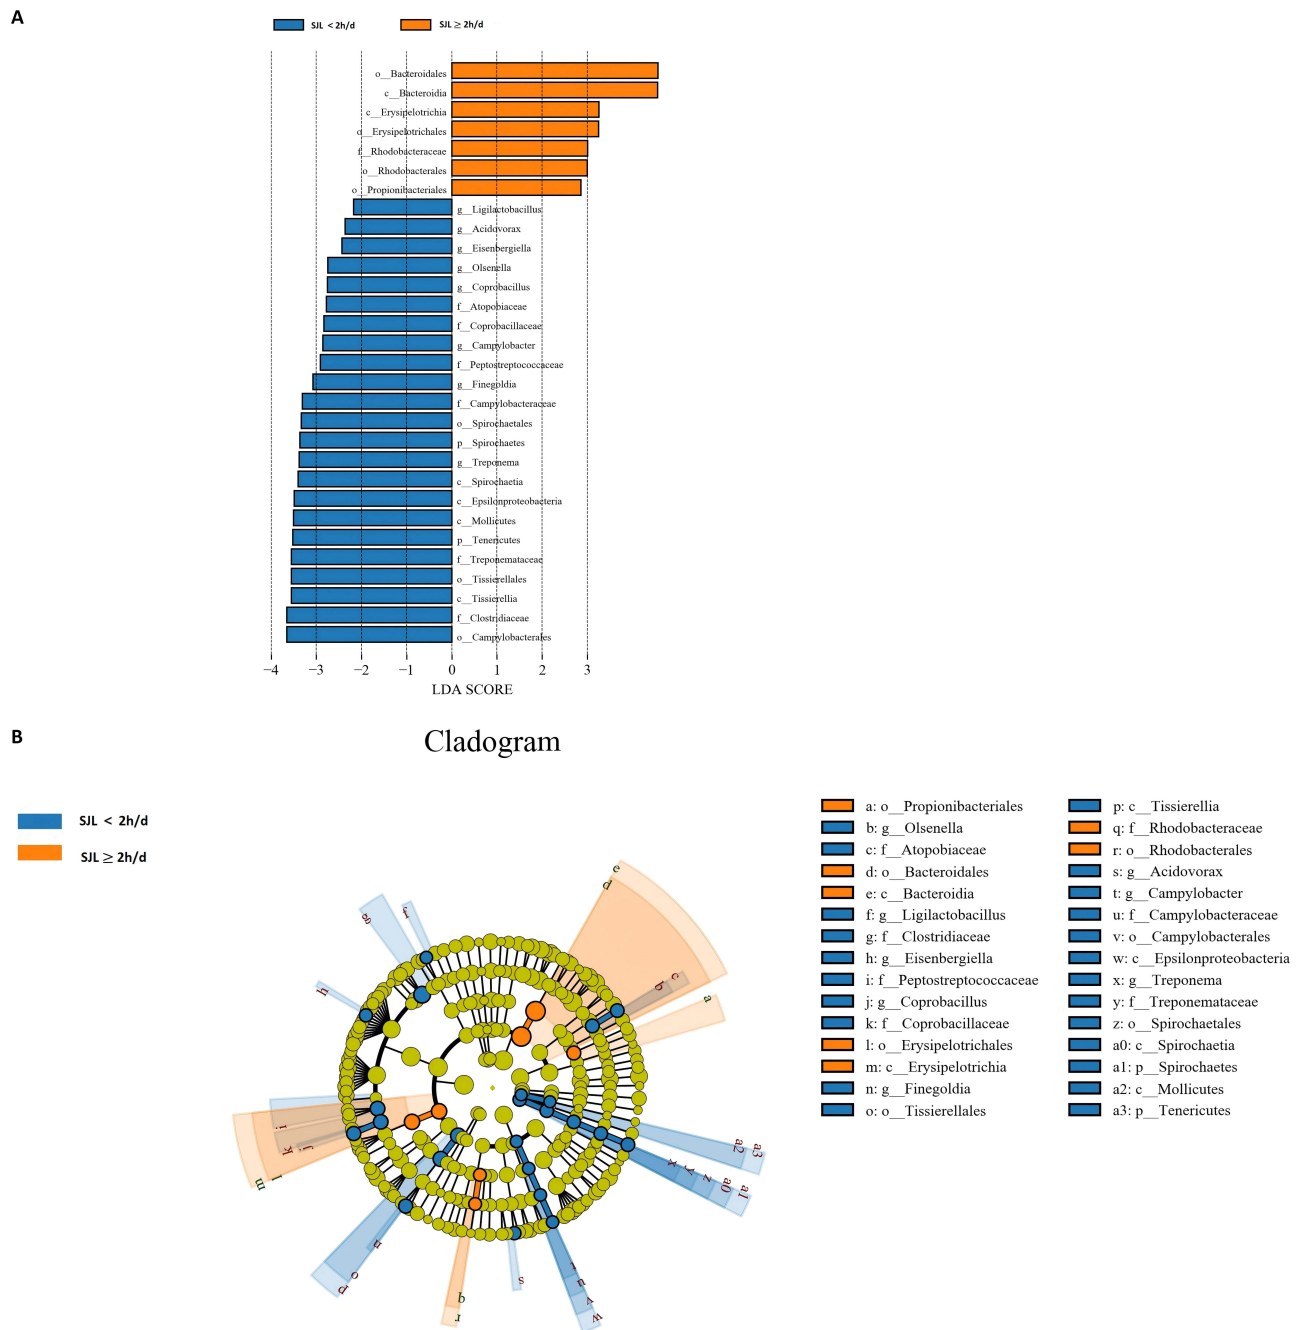 A
SJL < 2h/d
SJL ≥ 2h/d
o__Bacteroidales
c__Bacteroidia
c__Erysipelotrichia
o__Erysipelotrichales
f__Rhodobacteraceae
o__Rhodobacterales
o__Propionibacteriales
g__Ligilactobacillus
g__Acidovorax
g__Eisenbergiella
g__Olsenella
g__Coprobacillus
f__Atopobiaceae
f__Coprobacillaceae
g__Campylobacter
f__Peptostreptococcaceae
g__Finegoldia
f__Campylobacteraceae
o__Spirochaetales
p__Spirochaetes
g__Treponema
c__Spirochaetia
c__Epsilonproteobacteria
c__Mollicutes
p__Tenericutes
f__Treponemataceae
o__Tissierellales
c__Tissierellia
f__Clostridiaceae
o__Campylobacterales
−4 −3 −2 −1 0 1 2 3
LDA SCORE
B
Cladogram
SJL < 2h/d
SJL ≥ 2h/d
e
d
c
b
a
f
g
h
i
j
k
l
m
n
o
p
q
r
s
t
u
v
w
x
y
z
a0
a1
a2
a3
a: o__Propionibacteriales
b: g__Olsenella
c: f__Atopobiaceae
d: o__Bacteroidales
e: c__Bacteroidia
f: g__Ligilactobacillus
g: f__Clostridiaceae
h: g__Eisenbergiella
i: f__Peptostreptococcaceae
j: g__Coprobacillus
k: f__Coprobacillaceae
l: o__Erysipelotrichales
m: c__Erysipelotrichia
n: g__Finegoldia
o: o__Tissierellales
p: c__Tissierellia
q: f__Rhodobacteraceae
r: o__Rhodobacterales
s: g__Acidovorax
t: g__Campylobacter
u: f__Campylobacteraceae
v: o__Campylobacterales
w: c__Epsilonproteobacteria
x: g__Treponema
y: f__Treponemataceae
z: o__Spirochaetales
a0: c__Spirochaetia
a1: p__Spirochaetes
a2: c__Mollicutes
a3: p__Tenericutes